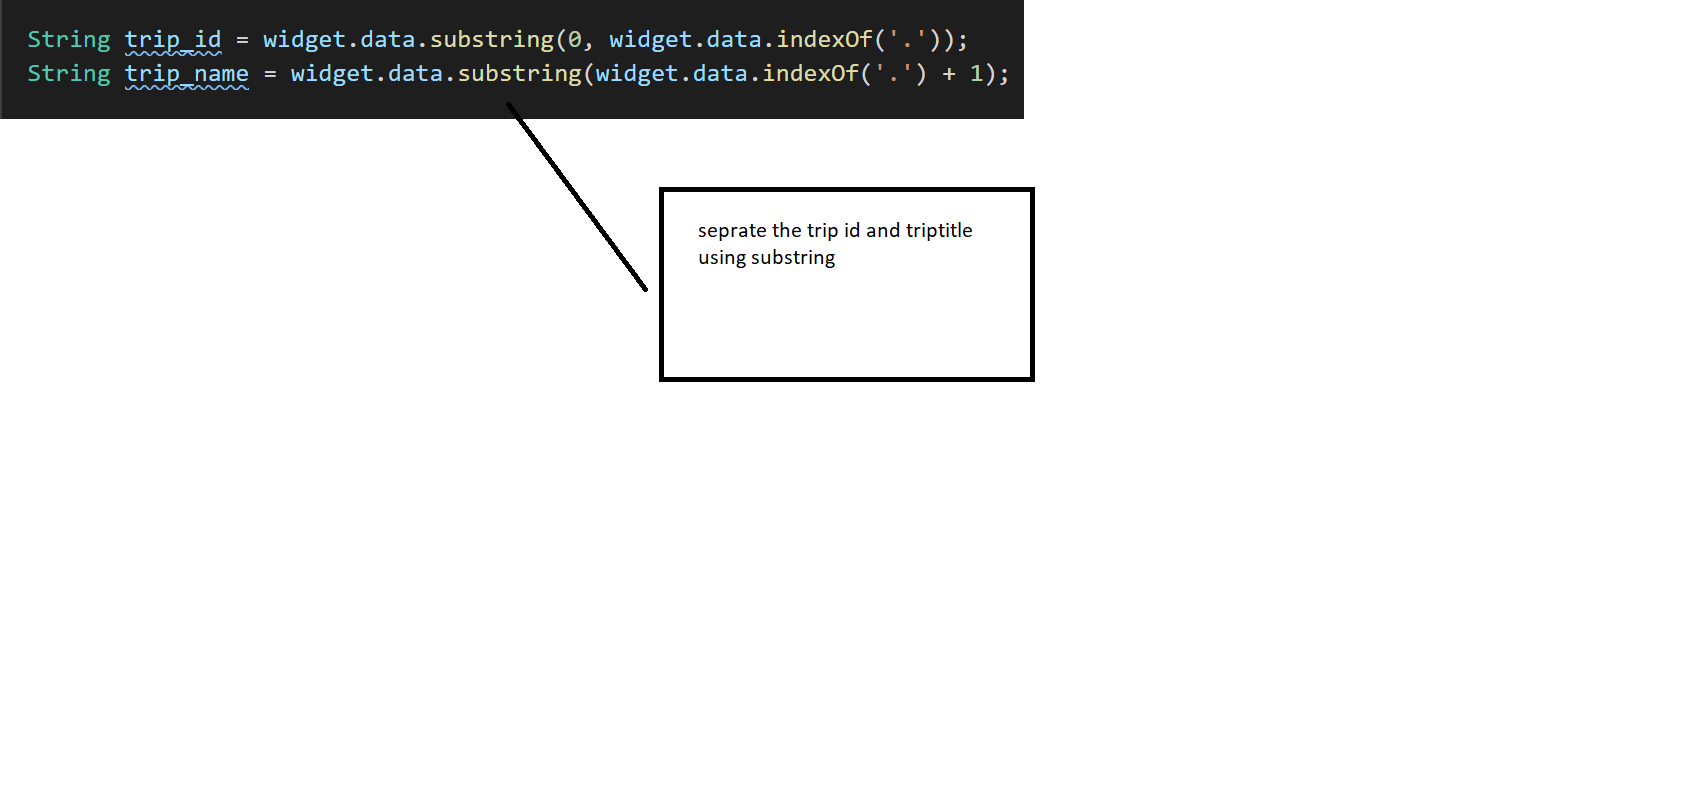 String trip_id = widget.data.substring(0, widget.data.indexOf('.'));
String trip_name = widget.data.substring(widget.data.indexOf('.') + 1);
seprate the trip id and triptitle
using substring